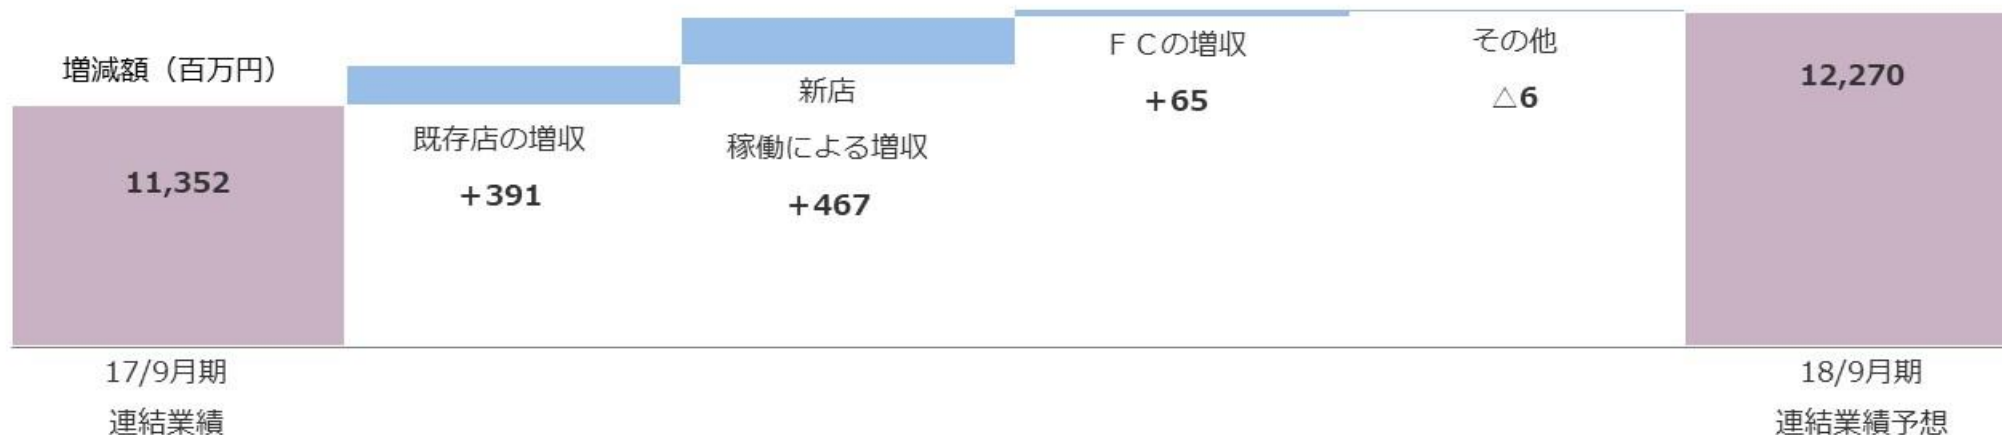 増減額（百万円）
11,352
既存店の増収
+391
新店
稼働による増収
+467
ＦＣの増収
+65
その他
△6
12,270
17/9月期
連結業績
18/9月期
連結業績予想